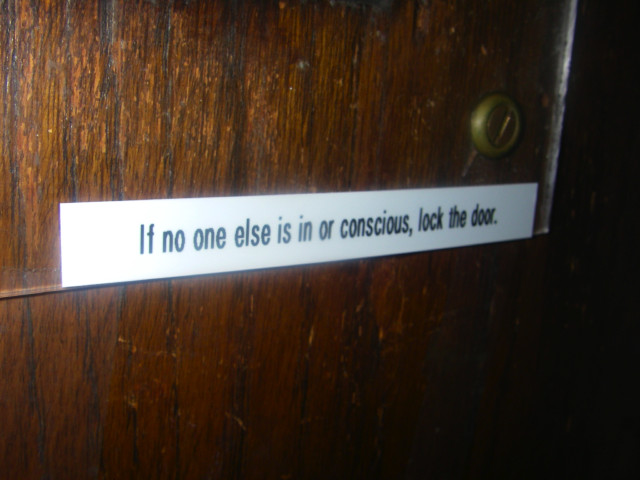 If no one else is in or conscious, lock the door.